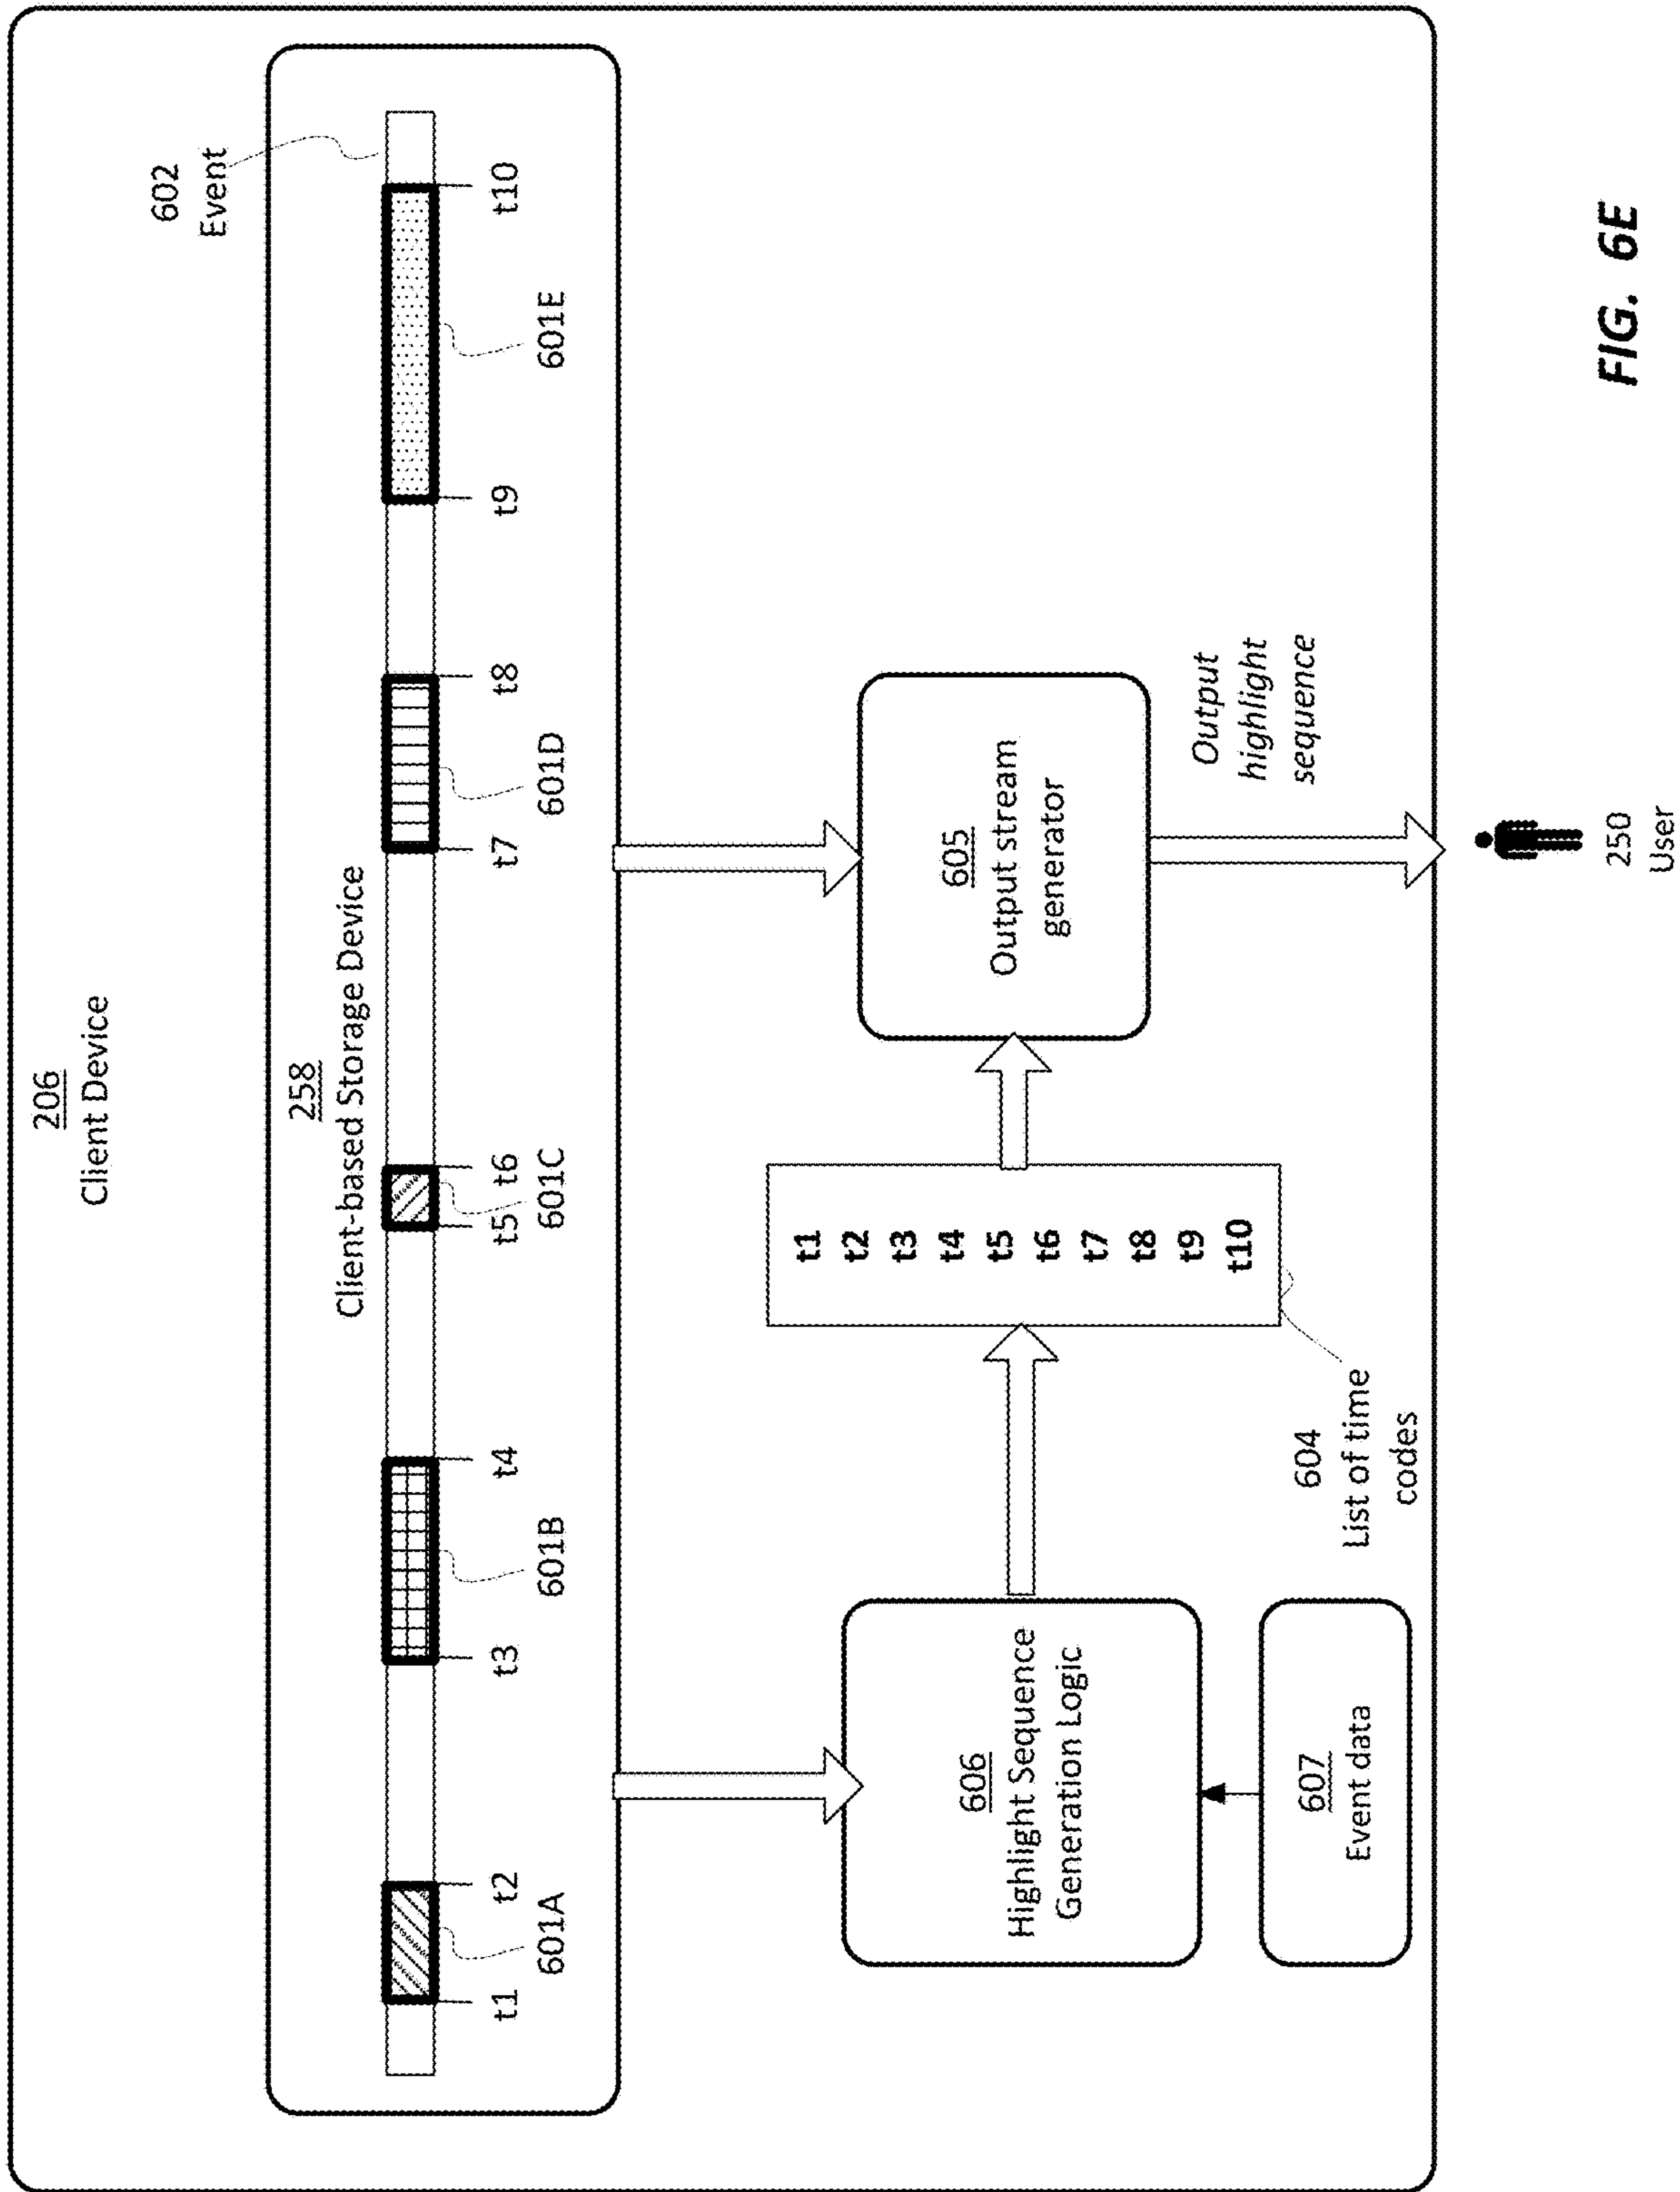 206
Client Device
602
Event
258
Client-based Storage Device
t1
t2
t3
t4
t5
t6
t7
t8
t9
t10
601A
601B
601C
601D
601E
606
Highlight Sequence
Generation Logic
607
Event data
t1
t2
t3
t4
t5
t6
t7
t8
t9
t10
604
List of time
codes
605
Output stream
generator
Output
highlight
sequence
250
User
FIG. 6E